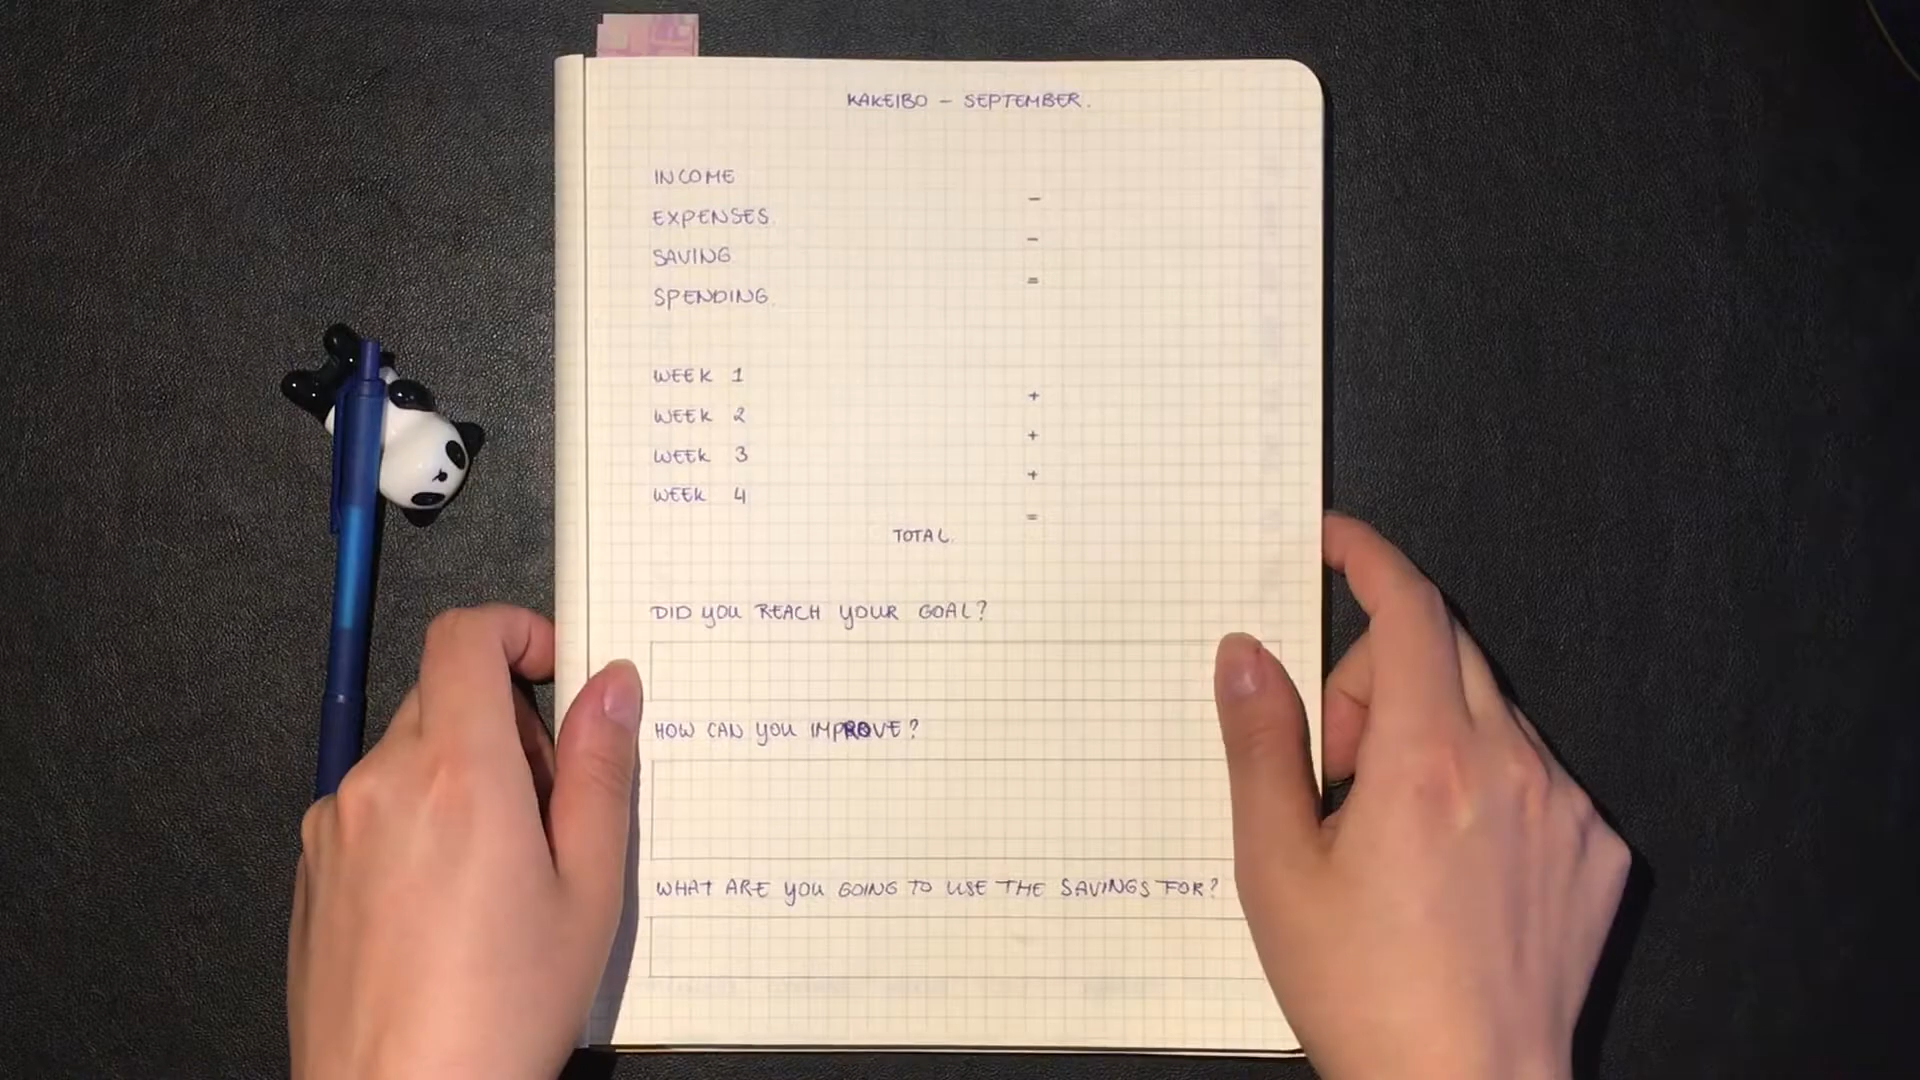 KAKEIBO - SEPTEMBER.
INCOME
-
EXPENSES.
-
SAVING
=
SPENDING.
WEEK 1
+
WEEK 2
+
WEEK 3
+
WEEK 4
=
TOTAL.
DID YOU REACH YOUR GOAL?
HOW CAN YOU IMPROVE?
WHAT ARE YOU GOING TO USE THE SAVINGS FOR?